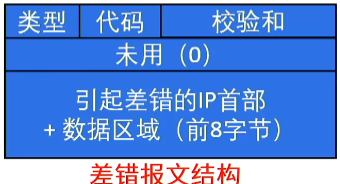 类型 代码 校验和
未用（0）
引起差错的IP首部
+ 数据区域（前8字节）
差错报文结构